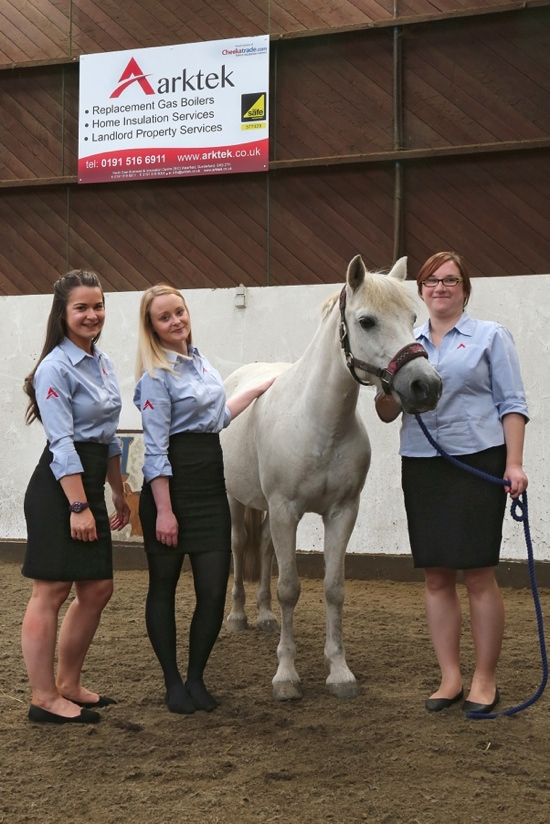 Checkatrade.com
Arktek
• Replacement Gas Boilers
• Home Insulation Services
• Landlord Property Services
safe
tel: 0191 516 6911 www.arktek.co.uk